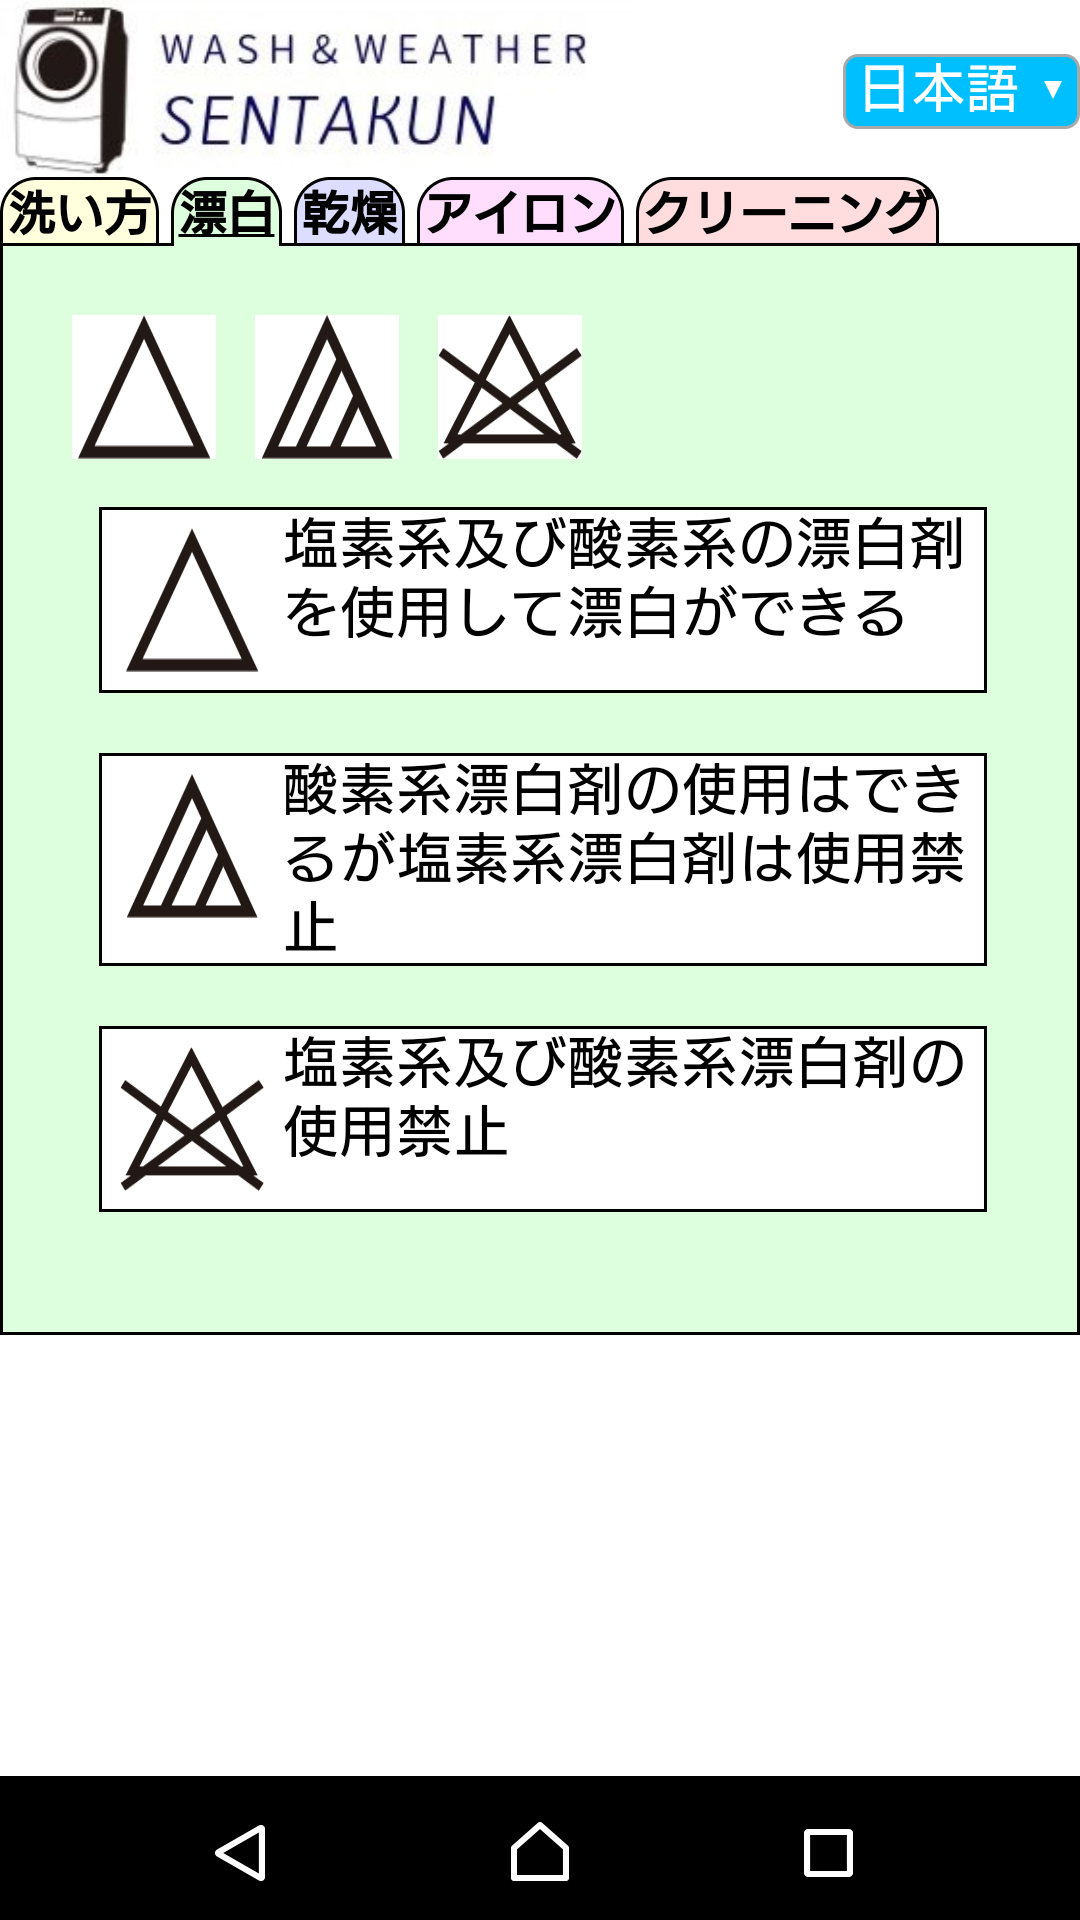 WASH & WEATHER
SENTAKUN
日本語 ▼
洗い方 漂白 乾燥 アイロン クリーニング
塩素系及び酸素系の漂白剤
を使用して漂白ができる
酸素系漂白剤の使用はでき
るが塩素系漂白剤は使用禁
止
塩素系及び酸素系漂白剤の
使用禁止